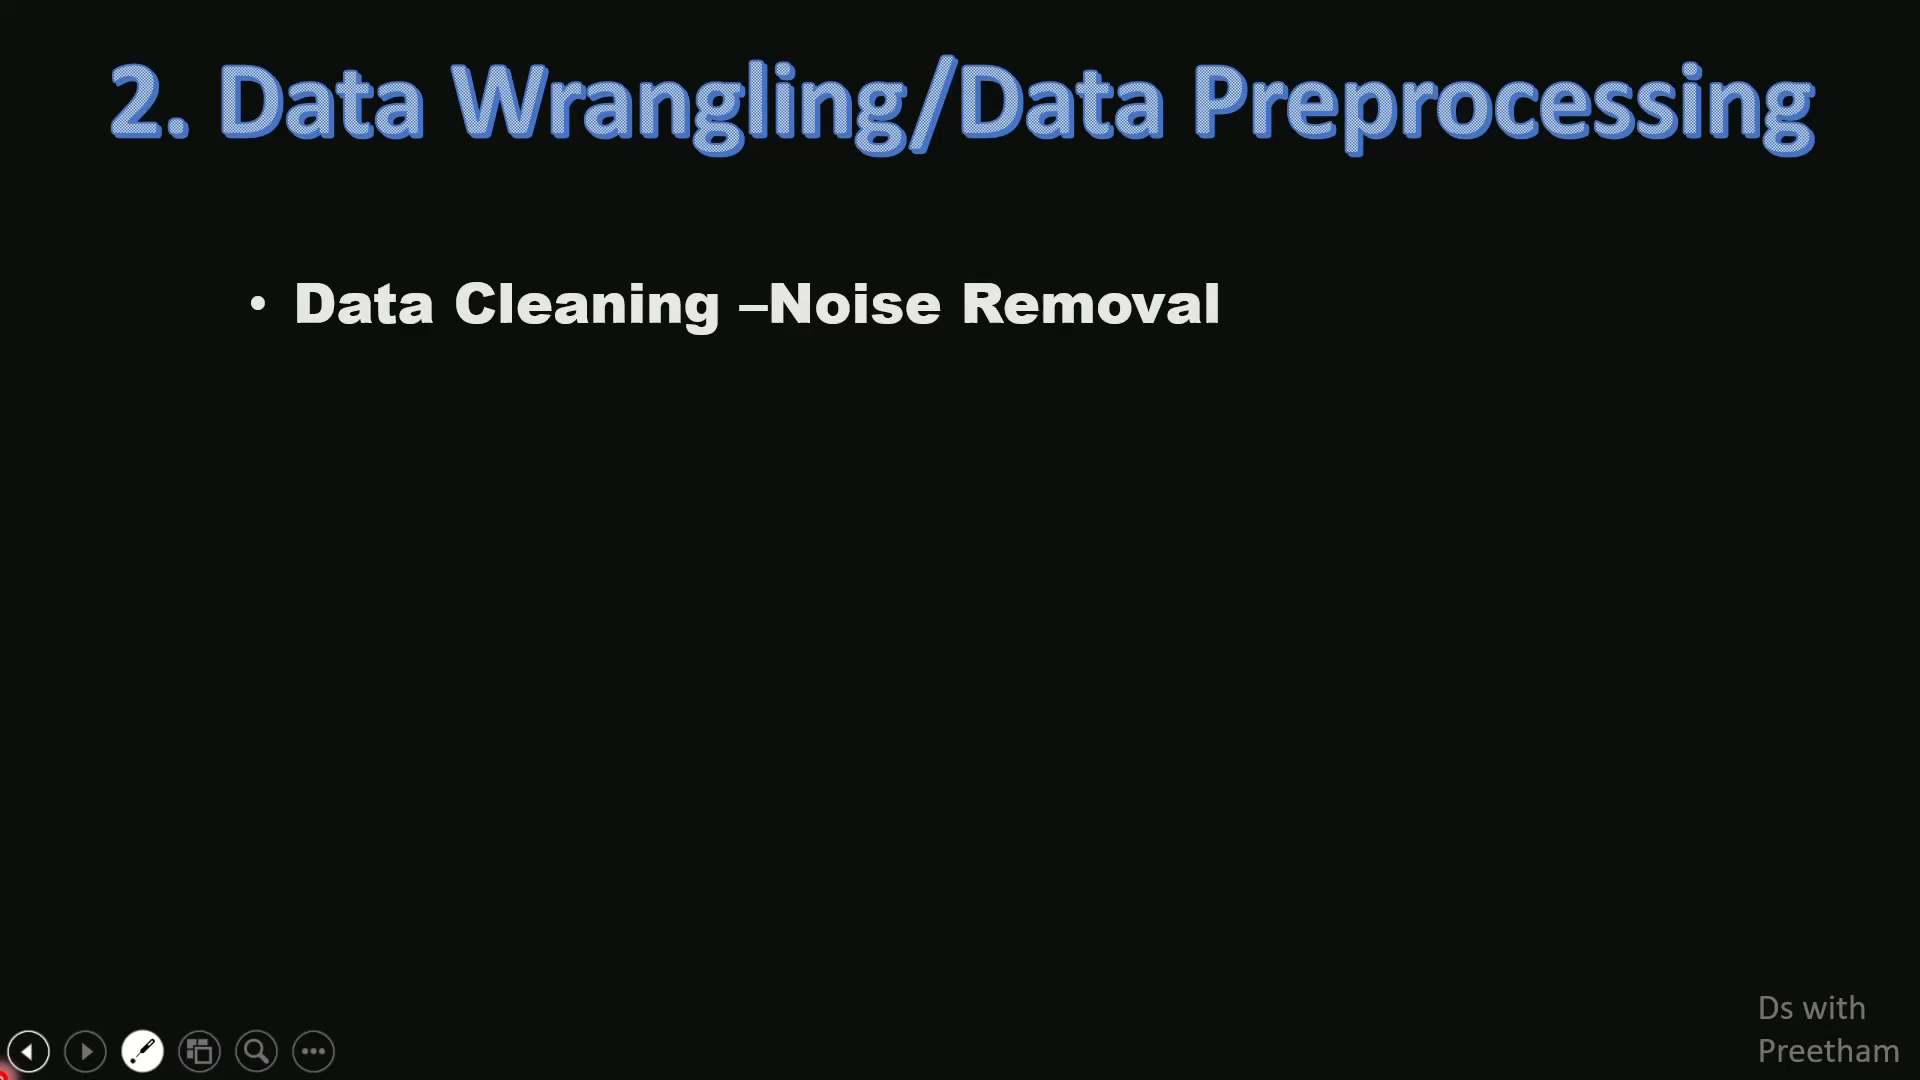 2. Data Wrangling/Data Preprocessing
• Data Cleaning –Noise Removal
Ds with
Preetham